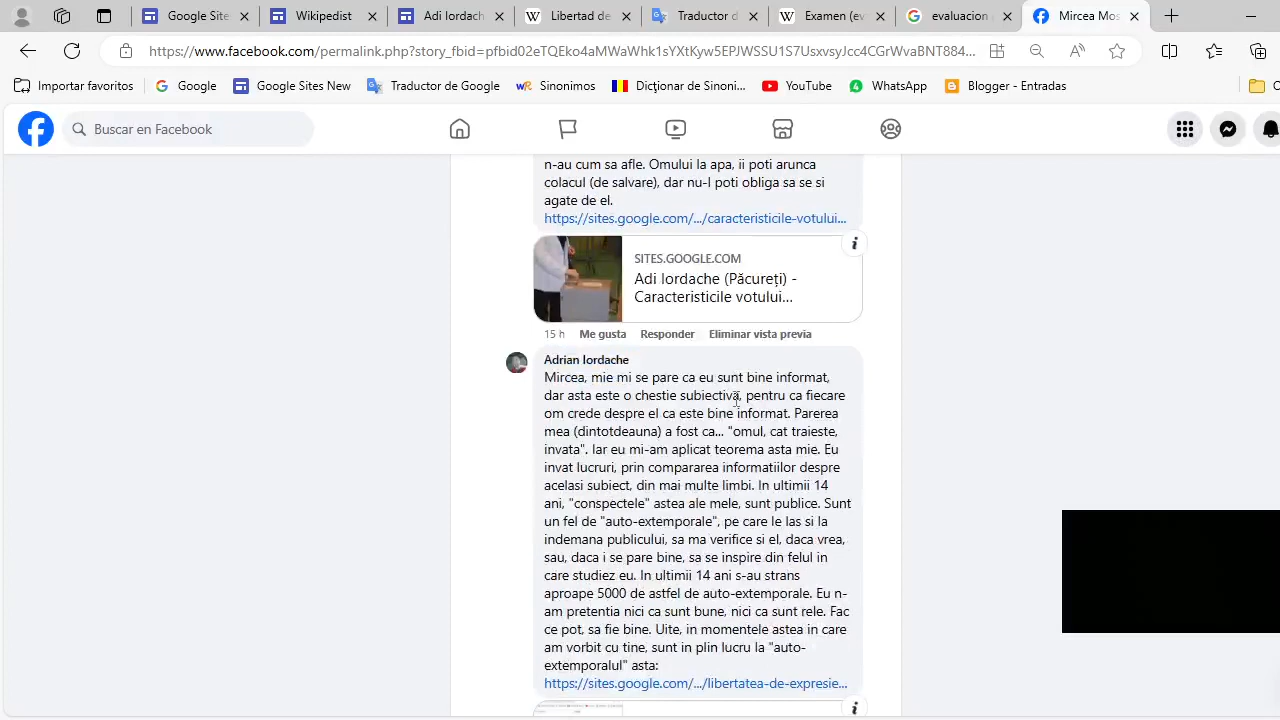 Google Site
Wikipedist
Adi Iordach
Libertad de
Traductor d
Examen (ev
evaluacion a
Mircea Mos
https://www.facebook.com/permalink.php?story_fbid=pfbid02eTQEko4aMWaWhk1sYXtKyw5EPJWSSU1S7UsxvsyJcc4CGrWvaBNT884...
Importar favoritos
Google
Google Sites New
Traductor de Google
Sinonimos
Dicționar de Sinoni...
YouTube
WhatsApp
Blogger - Entradas
Buscar en Facebook
n-au cum sa afle. Omului la apa, ii poti arunca
colacul (de salvare), dar nu-l poti obliga sa se si
agate de el.
https://sites.google.com/.../caracteristicile-votului...
SITES.GOOGLE.COM
Adi Iordache (Păcureți) -
Caracteristicile votului...
15 h Me gusta Responder Eliminar vista previa
Adrian Iordache
Mircea, mie mi se pare ca eu sunt bine informat,
dar asta este o chestie subiectiva, pentru ca fiecare
om crede despre el ca este bine informat. Parerea
mea (dintotdeauna) a fost ca... "omul, cat traieste,
invata". Iar eu mi-am aplicat teorema asta mie. Eu
invat lucruri, prin compararea informatiilor despre
acelasi subiect, din mai multe limbi. In ultimii 14
ani, "conspectele" astea ale mele, sunt publice. Sunt
un fel de "auto-extemporale", pe care le las si la
indemana publicului, sa ma verifice si el, daca vrea,
sau, daca i se pare bine, sa se inspire din felul in
care studiez eu. In ultimii 14 ani s-au strans
aproape 5000 de astfel de auto-extemporale. Eu n-
am pretentia nici ca sunt bune, nici ca sunt rele. Fac
ce pot, sa fie bine. Uite, in momentele astea in care
am vorbit cu tine, sunt in plin lucru la "auto-
extemporalul" asta:
https://sites.google.com/.../libertatea-de-expresie...